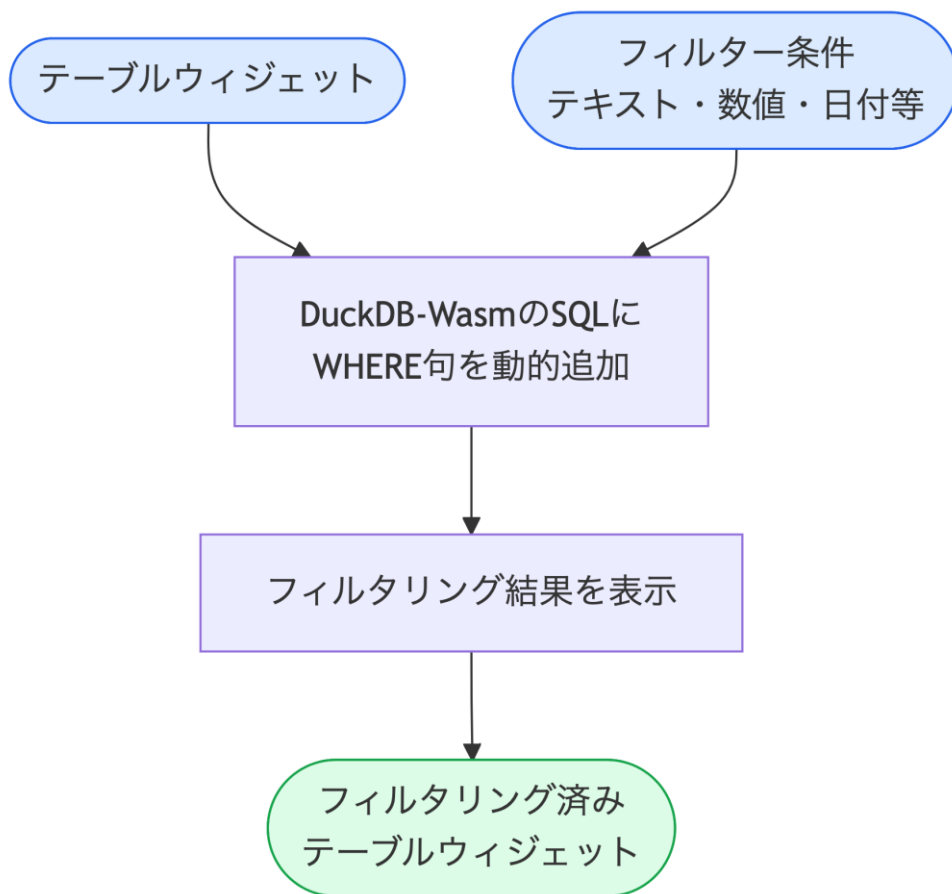 テーブルウィジェット
フィルター条件
テキスト・数値・日付等
DuckDB-WasmのSQLに
WHERE句を動的追加
フィルタリング結果を表示
フィルタリング済み
テーブルウィジェット